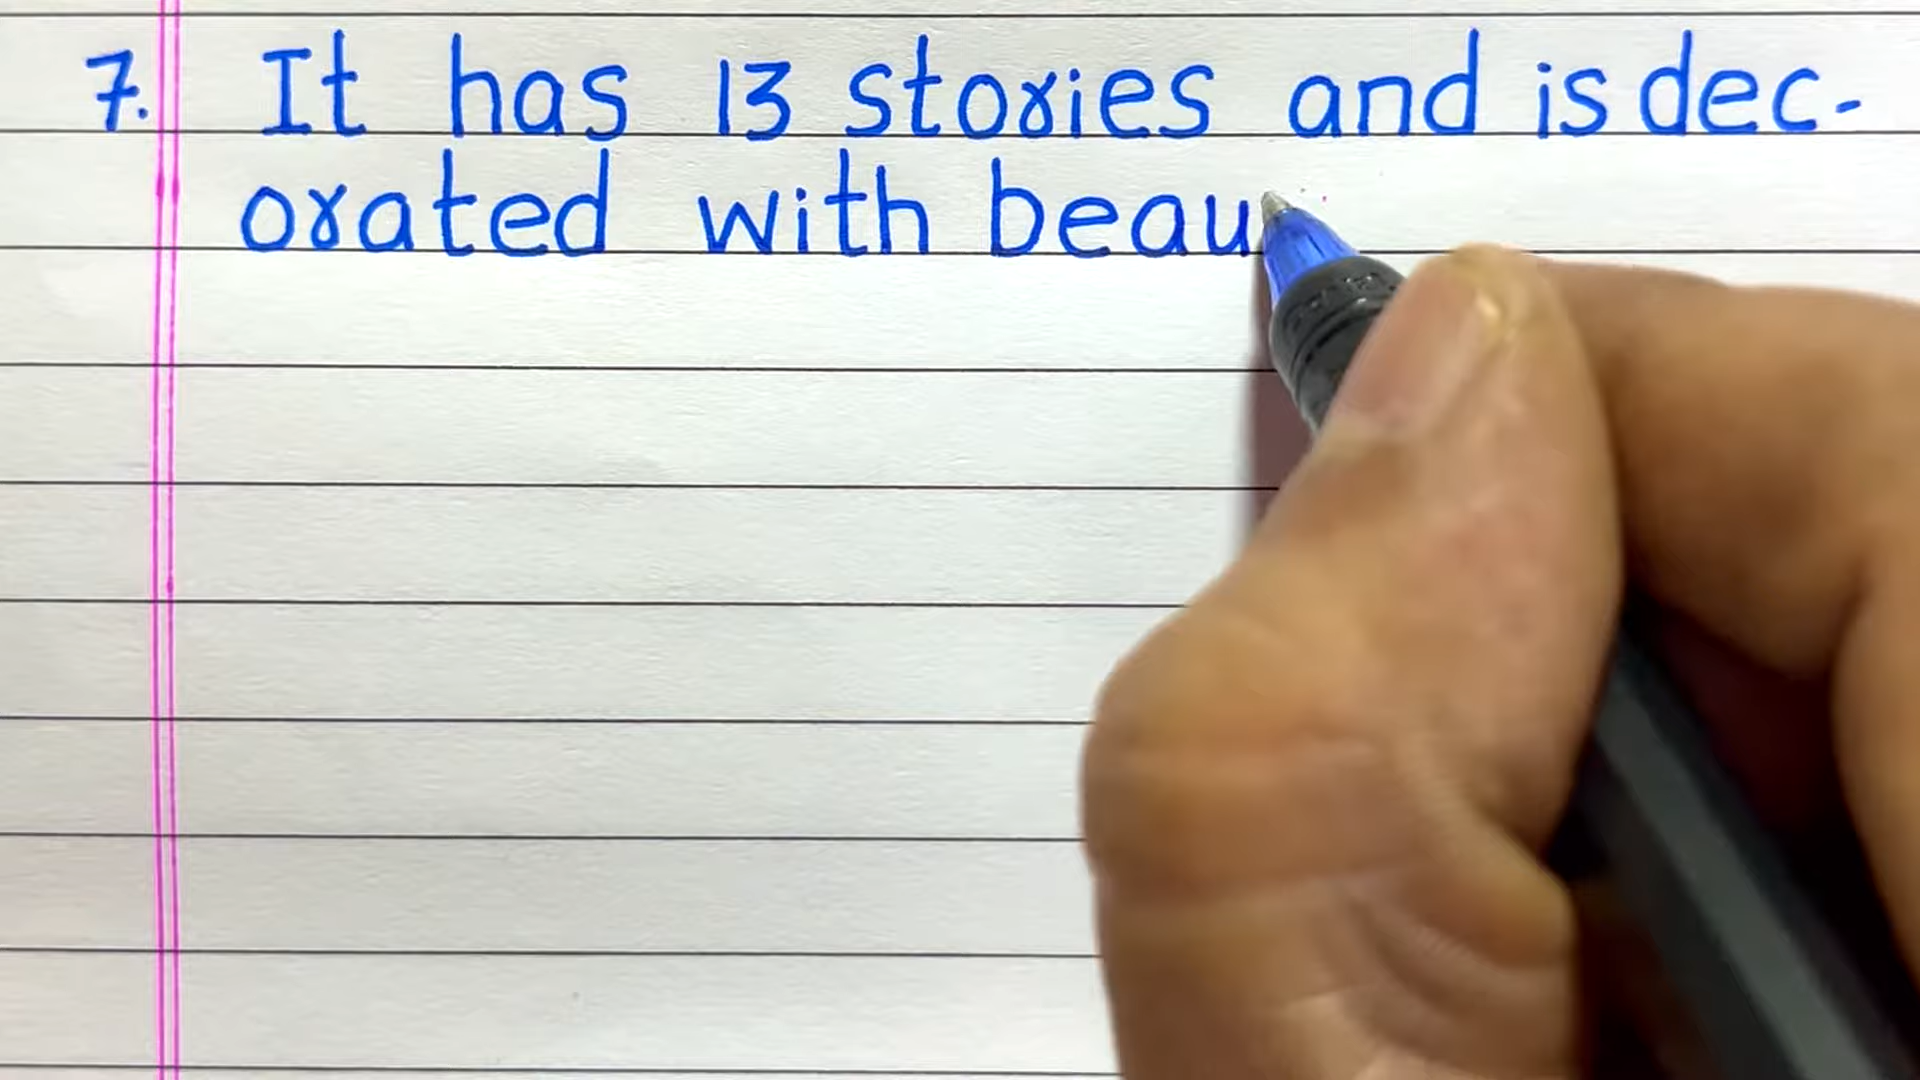 7. It has 13 stories and is dec-
orated with beau